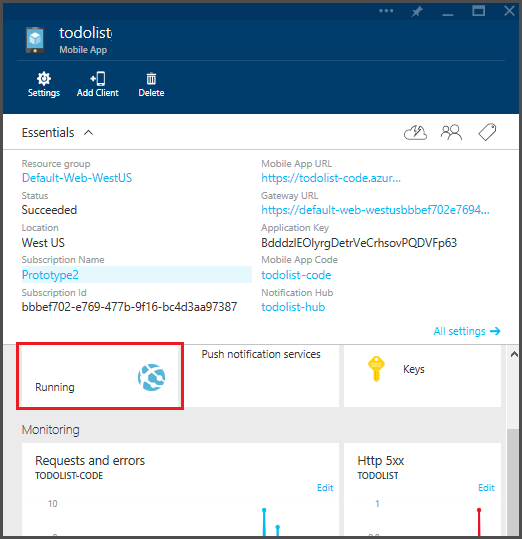 todolist
Mobile App
Settings
Add Client
Delete
Essentials
Resource group
Default-Web-WestUS
Mobile App URL
https://todolist-code.azur...
Status
Succeeded
Gateway URL
https://default-web-westusbbbef702e7694...
Location
West US
Application Key
BdddzlEOlyrgDetrVeCrhsovPQDVFp63
Subscription Name
Prototype2
Mobile App Code
todolist-code
Subscription Id
bbbef702-e769-477b-9f16-bc4d3aa97387
Notification Hub
todolist-hub
All settings
Running
Push notification services
Keys
Monitoring
Requests and errors
TODOLIST-CODE
Edit
10
8
Http 5xx
TODOLIST
Edit
1
0.8